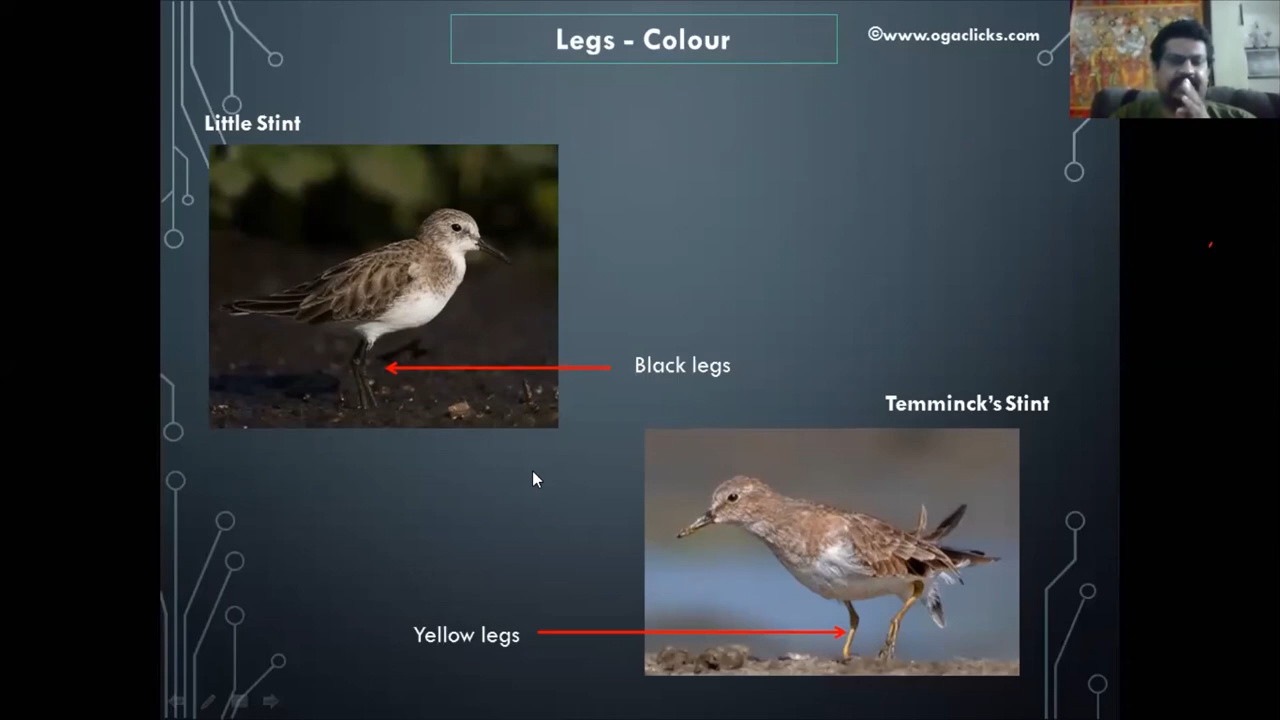 Legs - Colour
©www.ogaclicks.com
Little Stint
Black legs
Temminck's Stint
Yellow legs